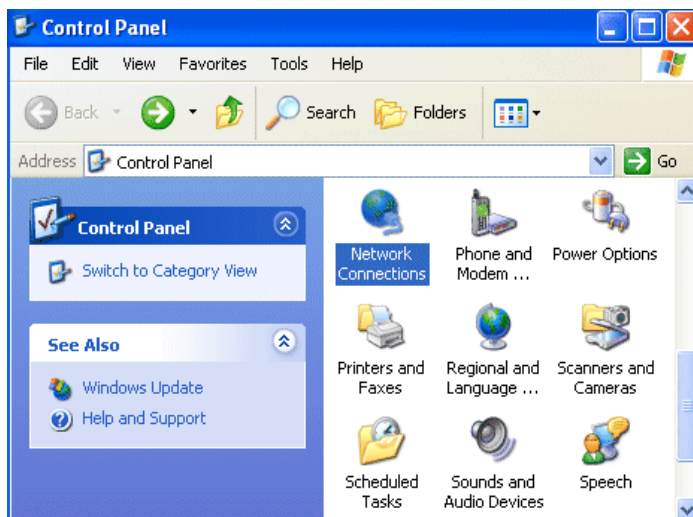 Control Panel
File Edit View Favorites Tools Help
Back Search Folders
Address Control Panel Go
Control Panel
Switch to Category View
See Also
Windows Update
Help and Support
Network
Connections
Phone and
Modem ...
Power Options
Printers and
Faxes
Regional and
Language ...
Scanners and
Cameras
Scheduled
Tasks
Sounds and
Audio Devices
Speech